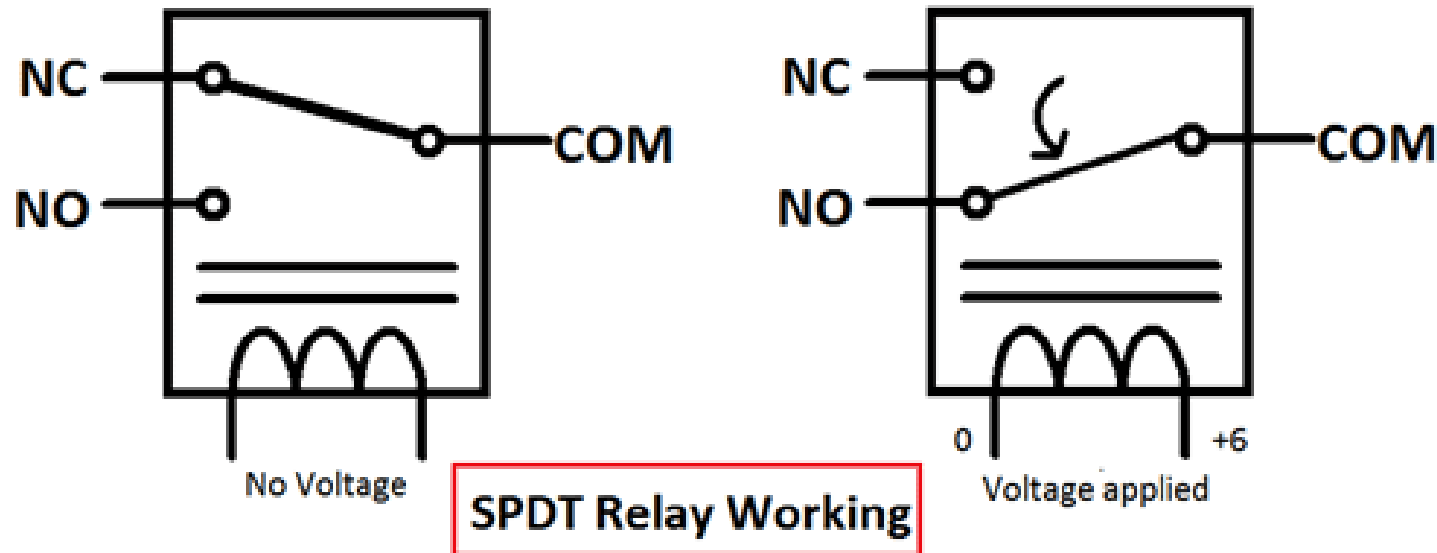 NC
COM
NO
No Voltage
NC
COM
NO
0
+6
Voltage applied
SPDT Relay Working